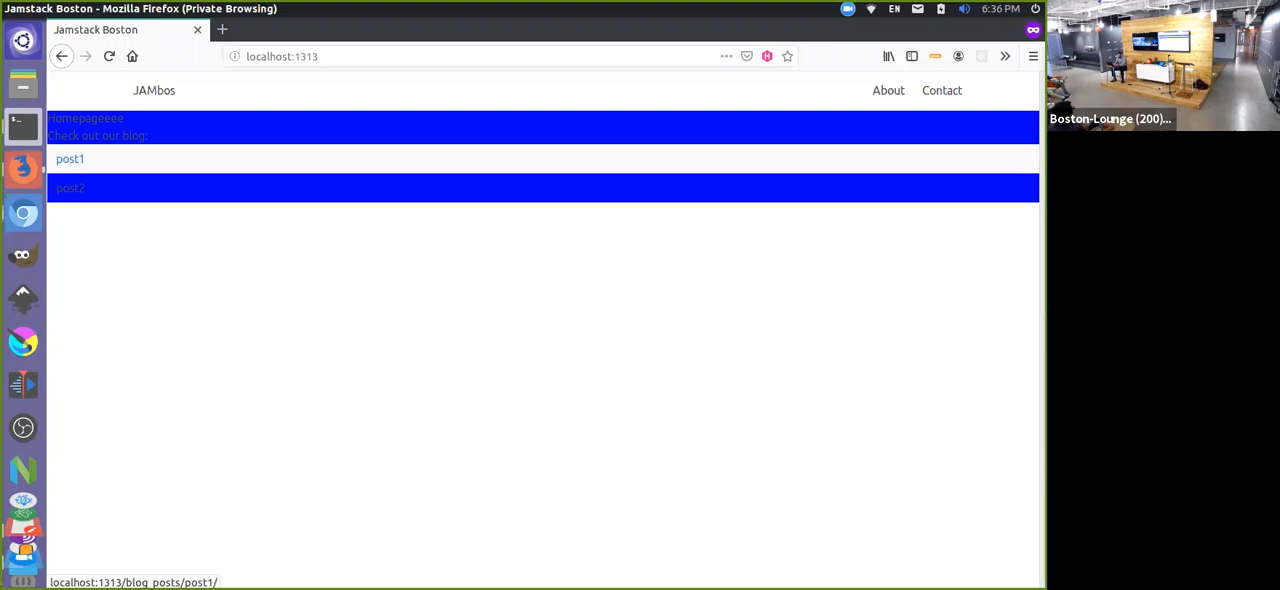 Jamstack Boston - Mozilla Firefox (Private Browsing)
EN
6:36 PM
Jamstack Boston
localhost:1313
JAMbos
About
Contact
Homepageeee
Check out our blog:
post1
post2
localhost:1313/blog_posts/post1/
Boston-Lounge (200)...